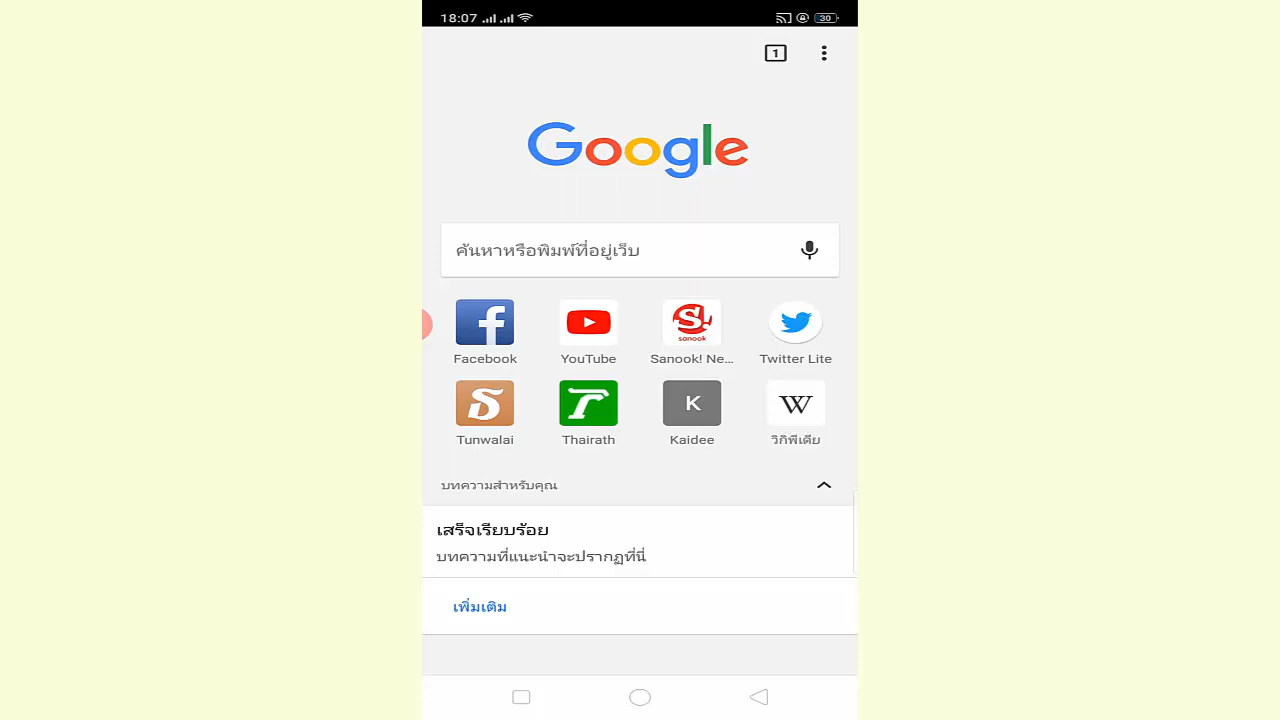 18:07
30
1
Google
ค้นหาหรือพิมพ์ที่อยู่เว็บ
f
S!
sanook
Facebook
YouTube
Sanook! Ne...
Twitter Lite
ธ
T
K
W
Tunwalai
Thairath
Kaidee
วิกิพีเดีย
บทความสำหรับคุณ
เสร็จเรียบร้อย
บทความที่แนะนำจะปรากฏที่นี่
เพิ่มเติม